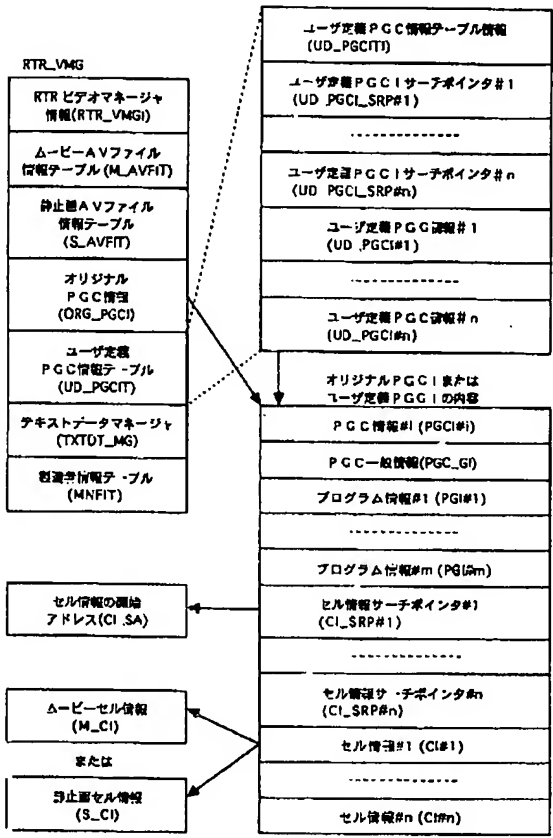 RTR_VMG
RTR ビデオマネージャ
情報(RTR_VMGI)
ムービーAVファイル
情報テーブル(M_AVFIT)
静止画AVファイル
情報テーブル
(S_AVFIT)
オリジナル
PGC情報
(ORG_PGCI)
ユーザ定義
PGC情報テーブル
(UD_PGCIT)
テキストデータマネージャ
(TXTDT_MG)
製造者情報テーブル
(MNFIT)
ユーザ定義PGC情報テーブル情報
(UD_PGCITI)
ユーザ定義PGCIサーチポインタ#1
(UD_PGCI_SRP#1)
ユーザ定義PGCIサーチポインタ#n
(UD_PGCI_SRP#n)
ユーザ定義PGC情報#1
(UD_PGCI#1)
ユーザ定義PGC情報#n
(UD_PGCI#n)
オリジナルPGCIまたは
ユーザ定義PGCIの内容
PGC情報#i (PGCI#i)
PGC一般情報(PGC_GI)
プログラム情報#1 (PGI#1)
プログラム情報#m (PGI#m)
セル情報サーチポインタ#1
(CI_SRP#1)
セル情報サーチポインタ#n
(CI_SRP#n)
セル情報#1 (CI#1)
セル情報#n (CI#n)
セル情報の開始
アドレス(CI_SA)
ムービーセル情報
(M_CI)
または
静止画セル情報
(S_CI)